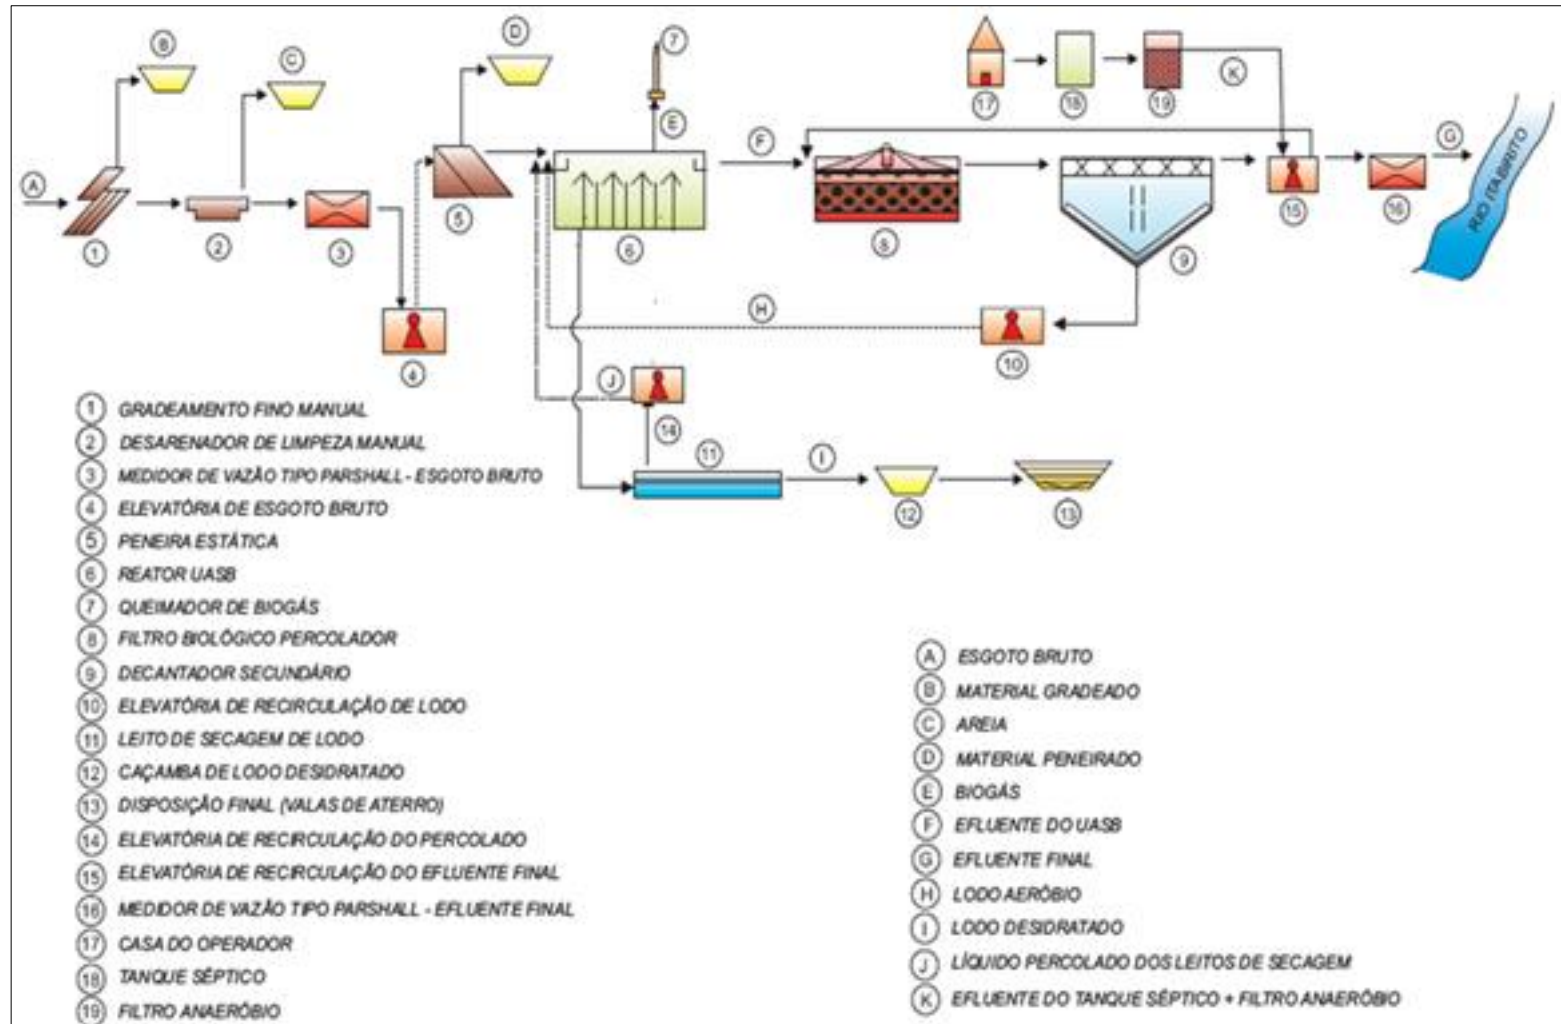 B
C
D
7
17
18
19
K
E
F
G
A
RIO ITABIRITO
1
2
3
5
6
8
15
16
9
H
4
10
J
14
11
I
12
13
1 GRADEAMENTO FINO MANUAL
2 DESARENADOR DE LIMPEZA MANUAL
3 MEDIDOR DE VAZÃO TIPO PARSHALL - ESGOTO BRUTO
4 ELEVATÓRIA DE ESGOTO BRUTO
5 PENEIRA ESTÁTICA
6 REATOR UASB
7 QUEIMADOR DE BIOGÁS
8 FILTRO BIOLÓGICO PERCOLADOR
9 DECANTADOR SECUNDÁRIO
10 ELEVATÓRIA DE RECIRCULAÇÃO DE LODO
11 LEITO DE SECAGEM DE LODO
12 CAÇAMBA DE LODO DESIDRATADO
13 DISPOSIÇÃO FINAL (VALAS DE ATERRO)
14 ELEVATÓRIA DE RECIRCULAÇÃO DO PERCOLADO
15 ELEVATÓRIA DE RECIRCULAÇÃO DO EFLUENTE FINAL
16 MEDIDOR DE VAZÃO TIPO PARSHALL - EFLUENTE FINAL
17 CASA DO OPERADOR
18 TANQUE SÉPTICO
19 FILTRO ANAERÓBIO
A ESGOTO BRUTO
B MATERIAL GRADEADO
C AREIA
D MATERIAL PENEIRADO
E BIOGÁS
F EFLUENTE DO UASB
G EFLUENTE FINAL
H LODO AERÓBIO
I LODO DESIDRATADO
J LÍQUIDO PERCOLADO DOS LEITOS DE SECAGEM
K EFLUENTE DO TANQUE SÉPTICO + FILTRO ANAERÓBIO